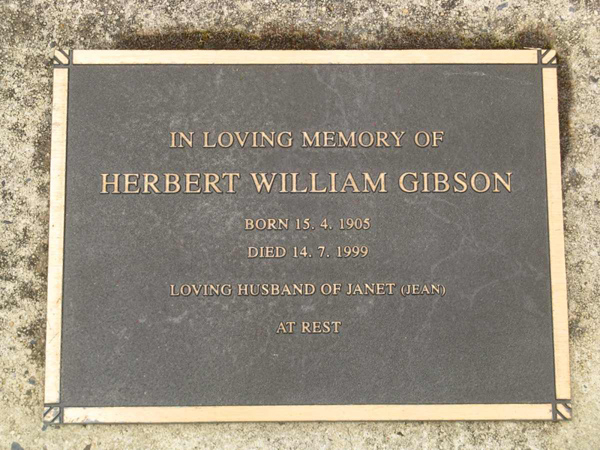 IN LOVING MEMORY OF
HERBERT WILLIAM GIBSON
BORN 15. 4. 1905
DIED 14. 7. 1999
LOVING HUSBAND OF JANET (JEAN)
AT REST